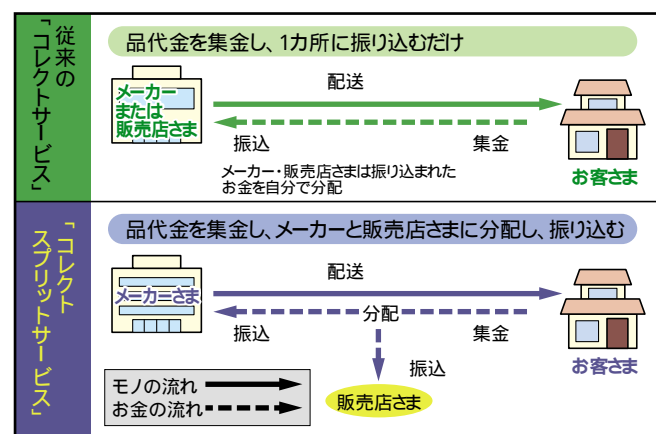 従来の
「コレクトサービス」
品代金を集金し、1カ所に振り込むだけ
メーカー
または
販売店さま
配送
振込
集金
メーカー・販売店さまは振り込まれた
お金を自分で分配
お客さま
「コレクト
スプリットサービス」
品代金を集金し、メーカーと販売店さまに分配し、振り込む
メーカーさま
配送
分配
振込
集金
お客さま
振込
販売店さま
モノの流れ
お金の流れ